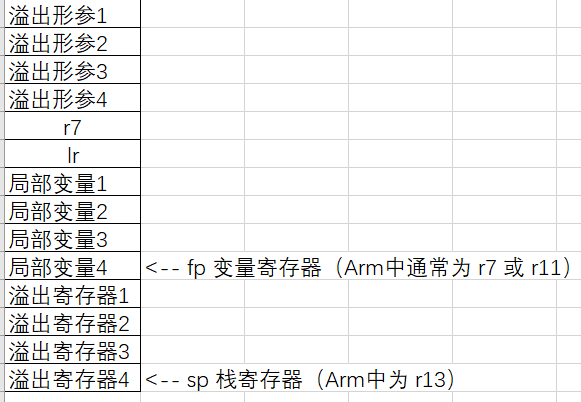 溢出形参1
溢出形参2
溢出形参3
溢出形参4
r7
lr
局部变量1
局部变量2
局部变量3
局部变量4 <-- fp 变量寄存器（Arm中通常为 r7 或 r11）
溢出寄存器1
溢出寄存器2
溢出寄存器3
溢出寄存器4 <-- sp 栈寄存器（Arm中为 r13）